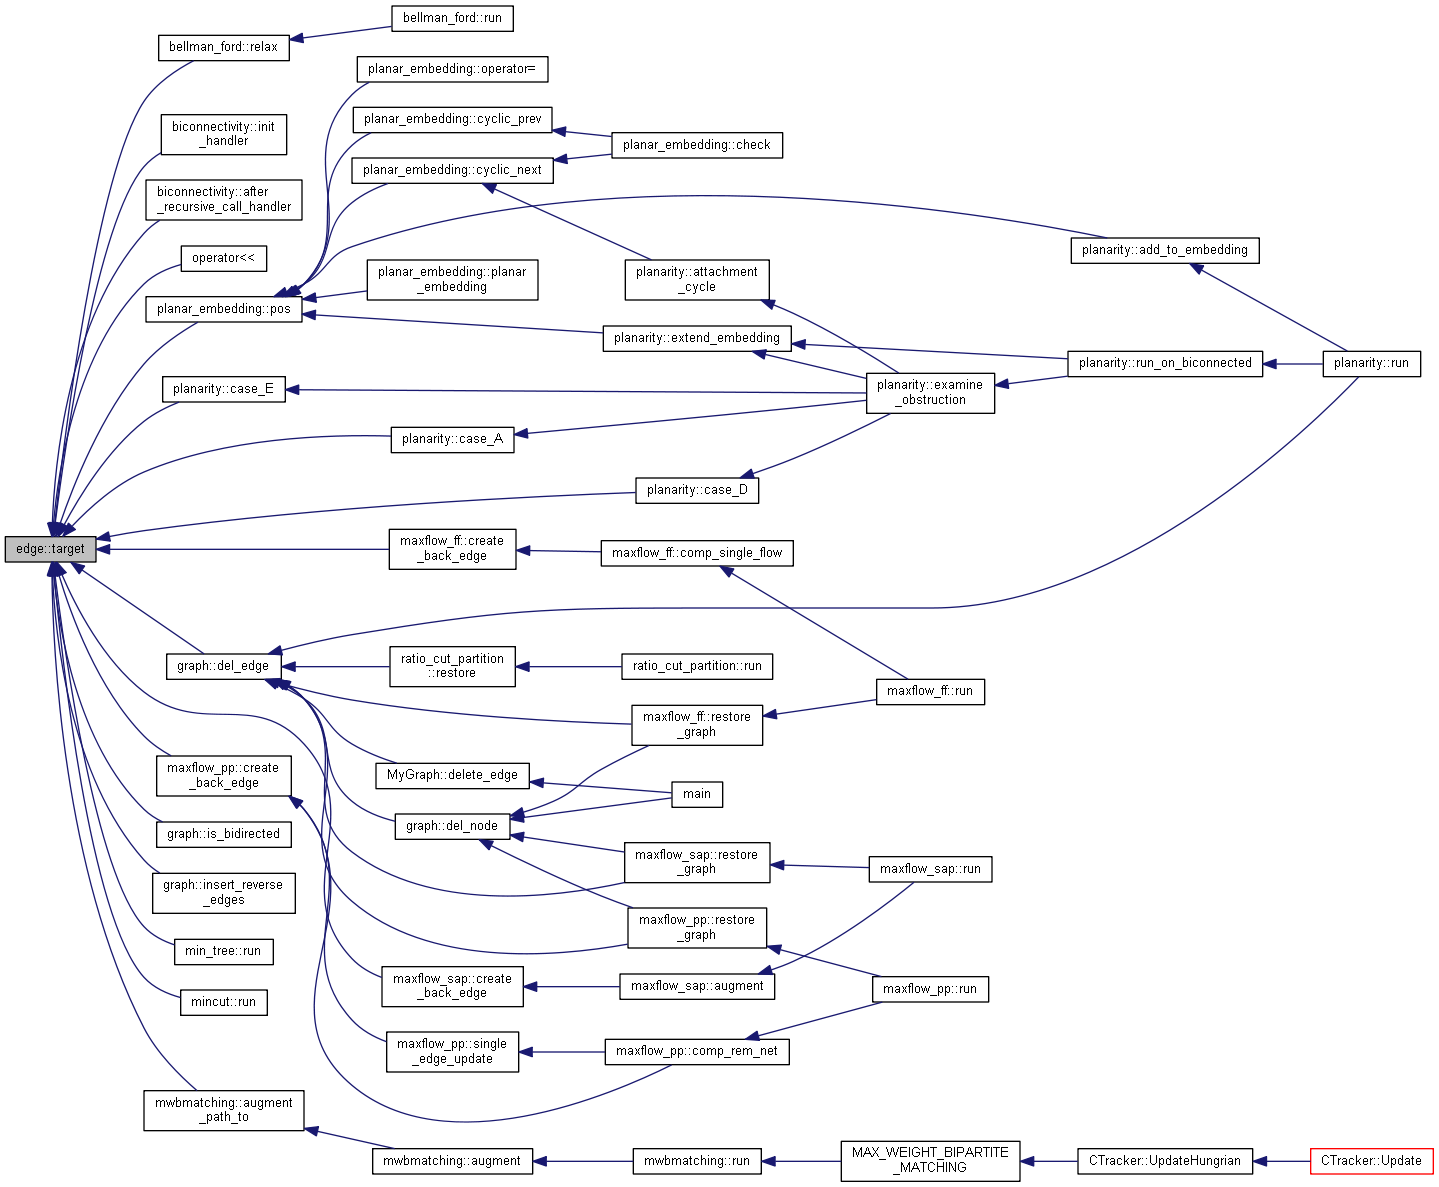 bellman_ford::run
bellman_ford::relax
planar_embedding::operator=
planar_embedding::cyclic_prev
biconnectivity::init
_handler
planar_embedding::check
planar_embedding::cyclic_next
biconnectivity::after
_recursive_call_handler
planarity::add_to_embedding
operator<<
planar_embedding::planar
_embedding
planarity::attachment
_cycle
planar_embedding::pos
planarity::extend_embedding
planarity::run_on_biconnected
planarity::run
planarity::case_E
planarity::examine
_obstruction
planarity::case_A
planarity::case_D
edge::target
maxflow_ff::create
_back_edge
maxflow_ff::comp_single_flow
graph::del_edge
ratio_cut_partition
::restore
ratio_cut_partition::run
maxflow_ff::run
maxflow_ff::restore
_graph
maxflow_pp::create
_back_edge
MyGraph::delete_edge
main
graph::is_bidirected
graph::del_node
maxflow_sap::restore
_graph
maxflow_sap::run
graph::insert_reverse
_edges
maxflow_pp::restore
_graph
min_tree::run
maxflow_sap::create
_back_edge
maxflow_sap::augment
maxflow_pp::run
mincut::run
maxflow_pp::single
_edge_update
maxflow_pp::comp_rem_net
mwbmatching::augment
_path_to
mwbmatching::augment
mwbmatching::run
MAX_WEIGHT_BIPARTITE
_MATCHING
CTracker::UpdateHungrian
CTracker::Update